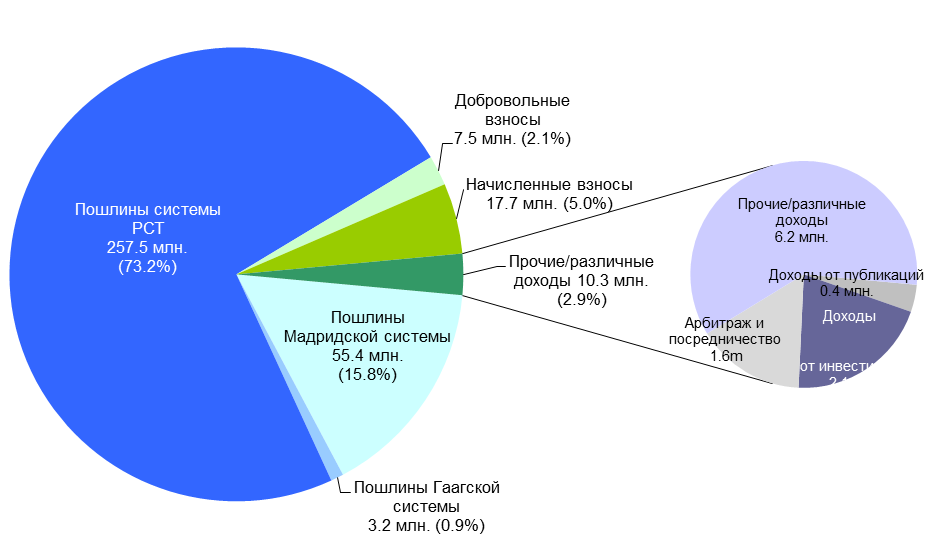 Добровольные
взносы
7.5 млн. (2.1%)
Начисленные взносы
17.7 млн. (5.0%)
Пошлины системы
РСТ
257.5 млн.
(73.2%)
Прочие/различные
доходы 10.3 млн.
(2.9%)
Пошлины
Мадридской системы
55.4 млн.
(15.8%)
Пошлины Гаагской
системы
3.2 млн. (0.9%)
Прочие/различные
доходы
6.2 млн.
Доходы от публикаций
0.4 млн.
Доходы
от
Арбитраж и
посредничество
1.6m